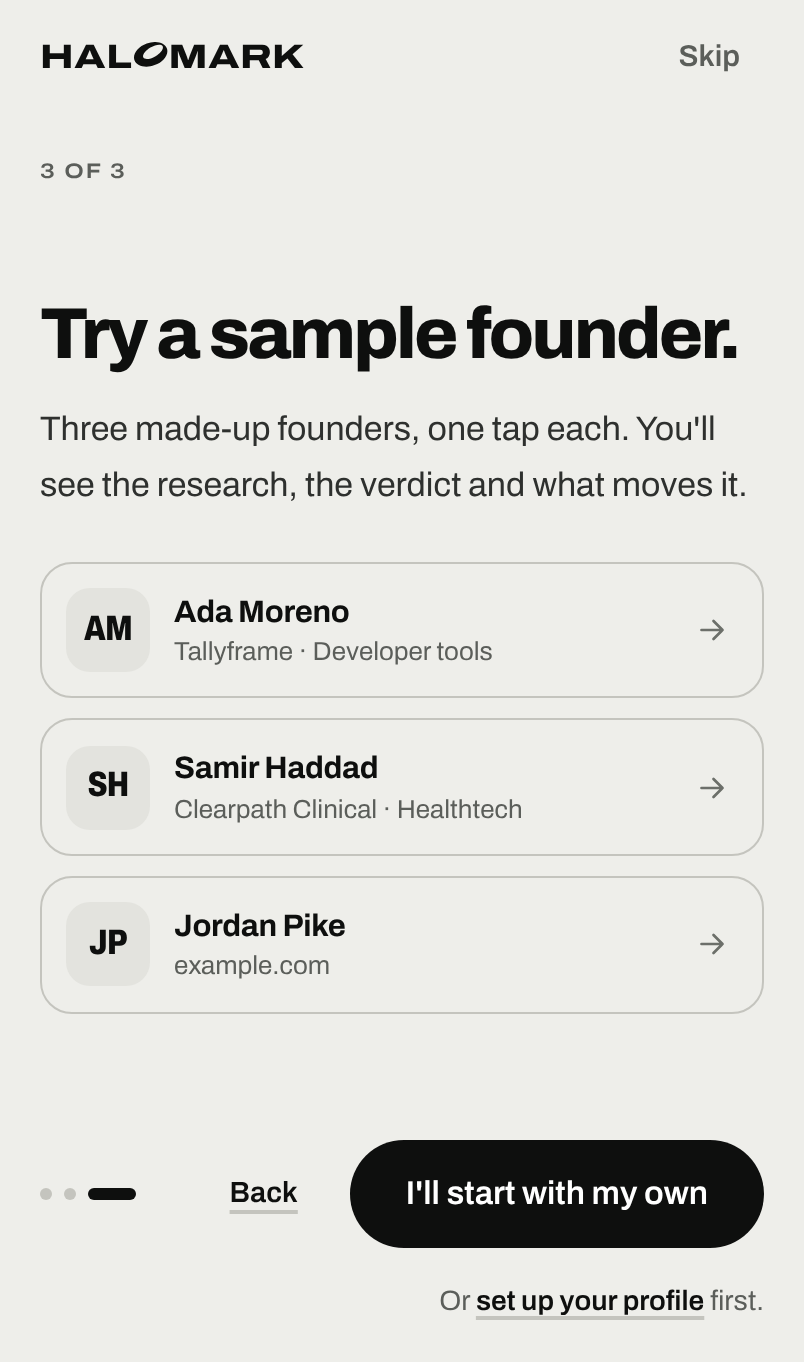 HALOMARK
Skip
3 OF 3
Try a sample founder.
Three made-up founders, one tap each. You'll
see the research, the verdict and what moves it.
AM
Ada Moreno
Tallyframe · Developer tools
SH
Samir Haddad
Clearpath Clinical · Healthtech
JP
Jordan Pike
example.com
Back
I'll start with my own
Or set up your profile first.